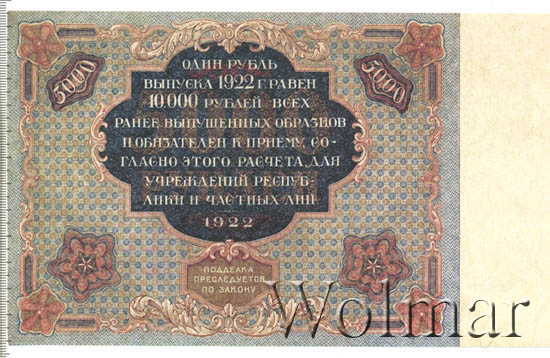 5000 5000
ОДИН РУБЛЬ
ВЫПУСКА 1922 Г. РАВЕН
10.000 РУБЛЕЙ ВСЕХ
РАНЕЕ ВЫПУЩЕННЫХ ОБРАЗЦОВ
И ОБЯЗАТЕЛЕН К ПРИЕМУ, СО-
ГЛАСНО ЭТОГО РАСЧЕТА, ДЛЯ
УЧРЕЖДЕНИЙ РЕСПУБ-
ЛИКИ И ЧАСТНЫХ ЛИЦ
1922
ПОДДЕЛКА
ПРЕСЛЕДУЕТСЯ
ПО ЗАКОНУ
Wolmar